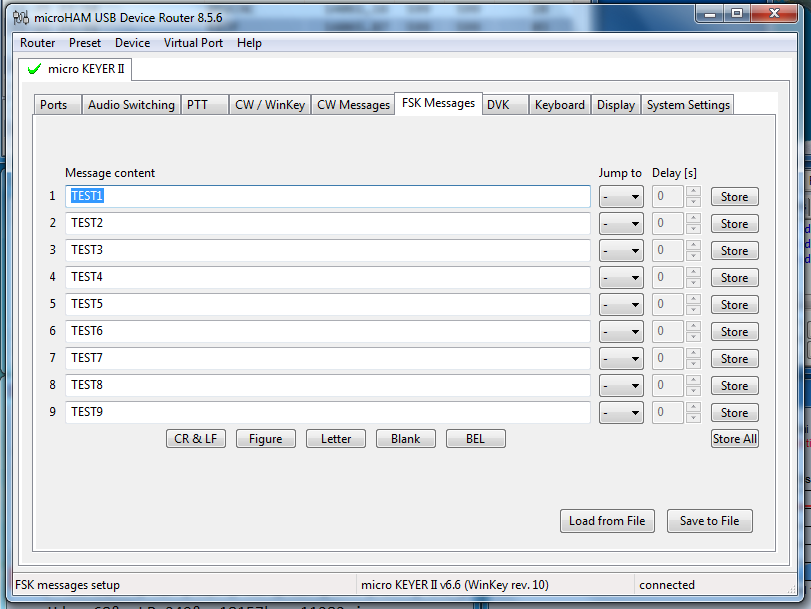 microHAM USB Device Router 8.5.6
Router Preset Device Virtual Port Help
micro KEYER II
Ports Audio Switching PTT CW / WinKey CW Messages FSK Messages DVK Keyboard Display System Settings
Message content Jump to Delay [s]
1 TEST1 - 0 Store
2 TEST2 - 0 Store
3 TEST3 - 0 Store
4 TEST4 - 0 Store
5 TEST5 - 0 Store
6 TEST6 - 0 Store
7 TEST7 - 0 Store
8 TEST8 - 0 Store
9 TEST9 - 0 Store
CR & LF Figure Letter Blank BEL Store All
Load from File Save to File
FSK messages setup micro KEYER II v6.6 (WinKey rev. 10) connected